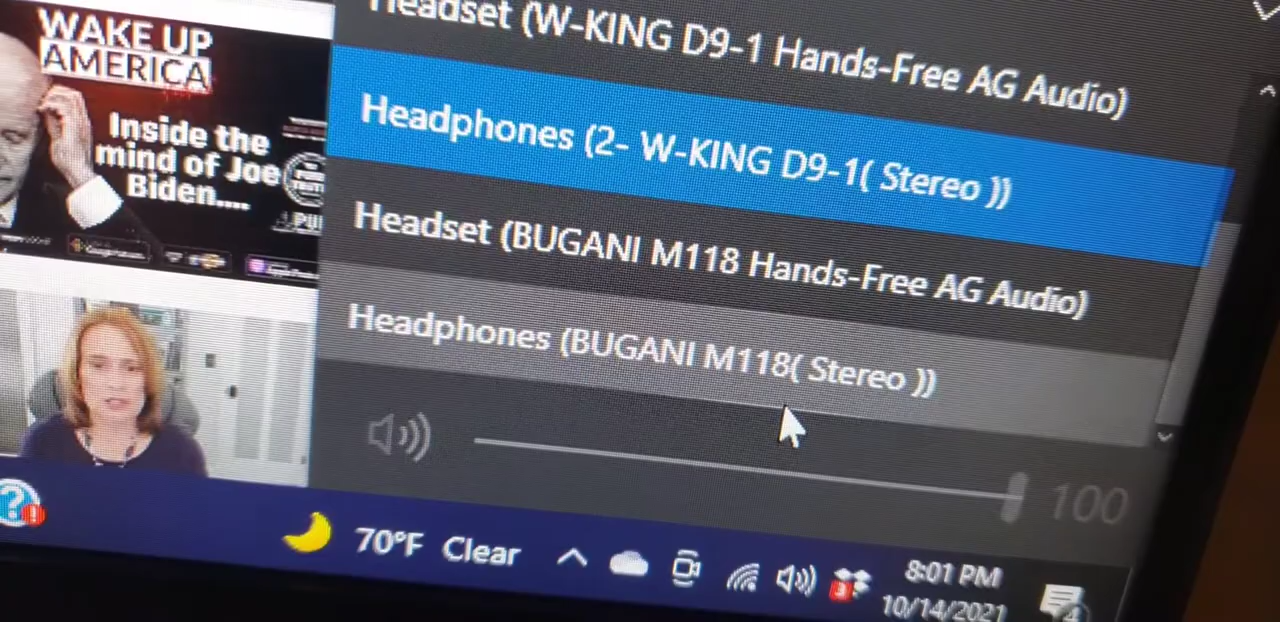 WAKE UP
AMERICA
Inside the
mind of Joe
Biden....
Headset (W-KING D9-1 Hands-Free AG Audio)
Headphones (2- W-KING D9-1( Stereo ))
Headset (BUGANI M118 Hands-Free AG Audio)
Headphones (BUGANI M118( Stereo ))
100
70°F Clear
8:01 PM
10/14/2021
3
4